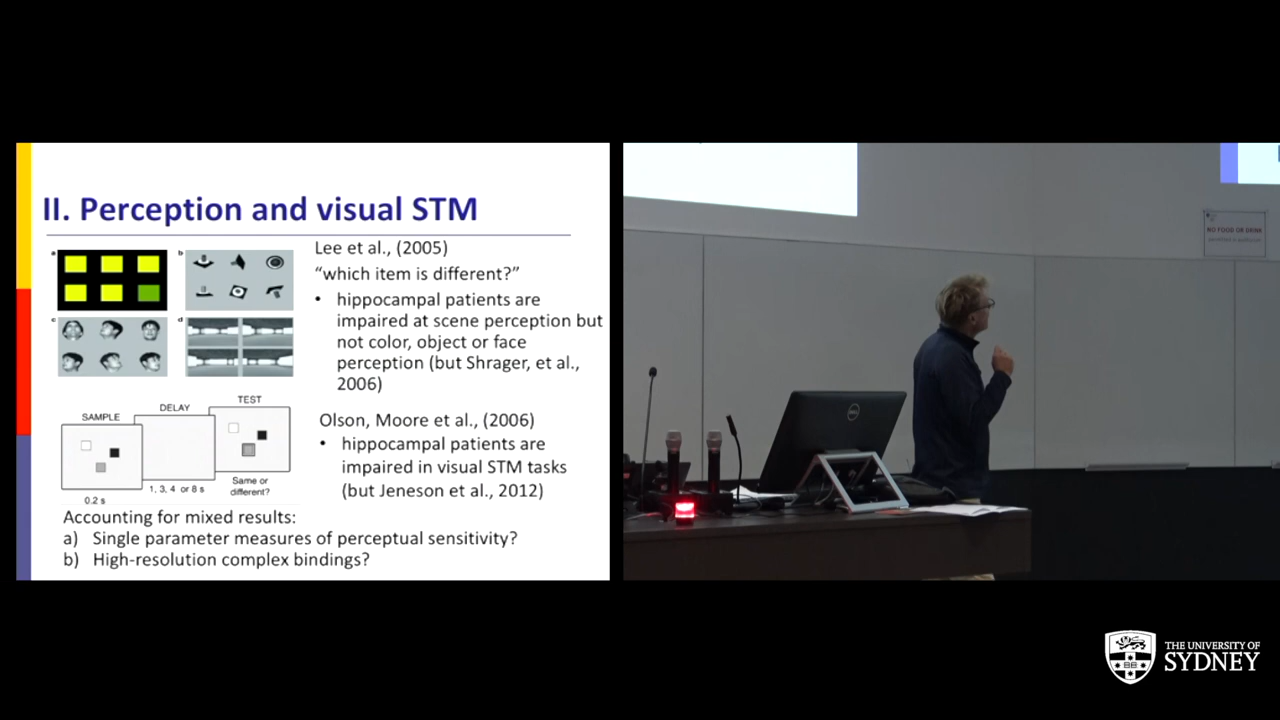 II. Perception and visual STM
a
b
c
d
Lee et al., (2005)
“which item is different?”
• hippocampal patients are
impaired at scene perception but
not color, object or face
perception (but Shrager, et al.,
2006)
SAMPLE
DELAY
TEST
0.2 s
1, 3, 4 or 8 s
Same or
different?
Olson, Moore et al., (2006)
• hippocampal patients are
impaired in visual STM tasks
(but Jeneson et al., 2012)
Accounting for mixed results:
a) Single parameter measures of perceptual sensitivity?
b) High-resolution complex bindings?
NO FOOD OR DRINK
DELL
THE UNIVERSITY OF
SYDNEY